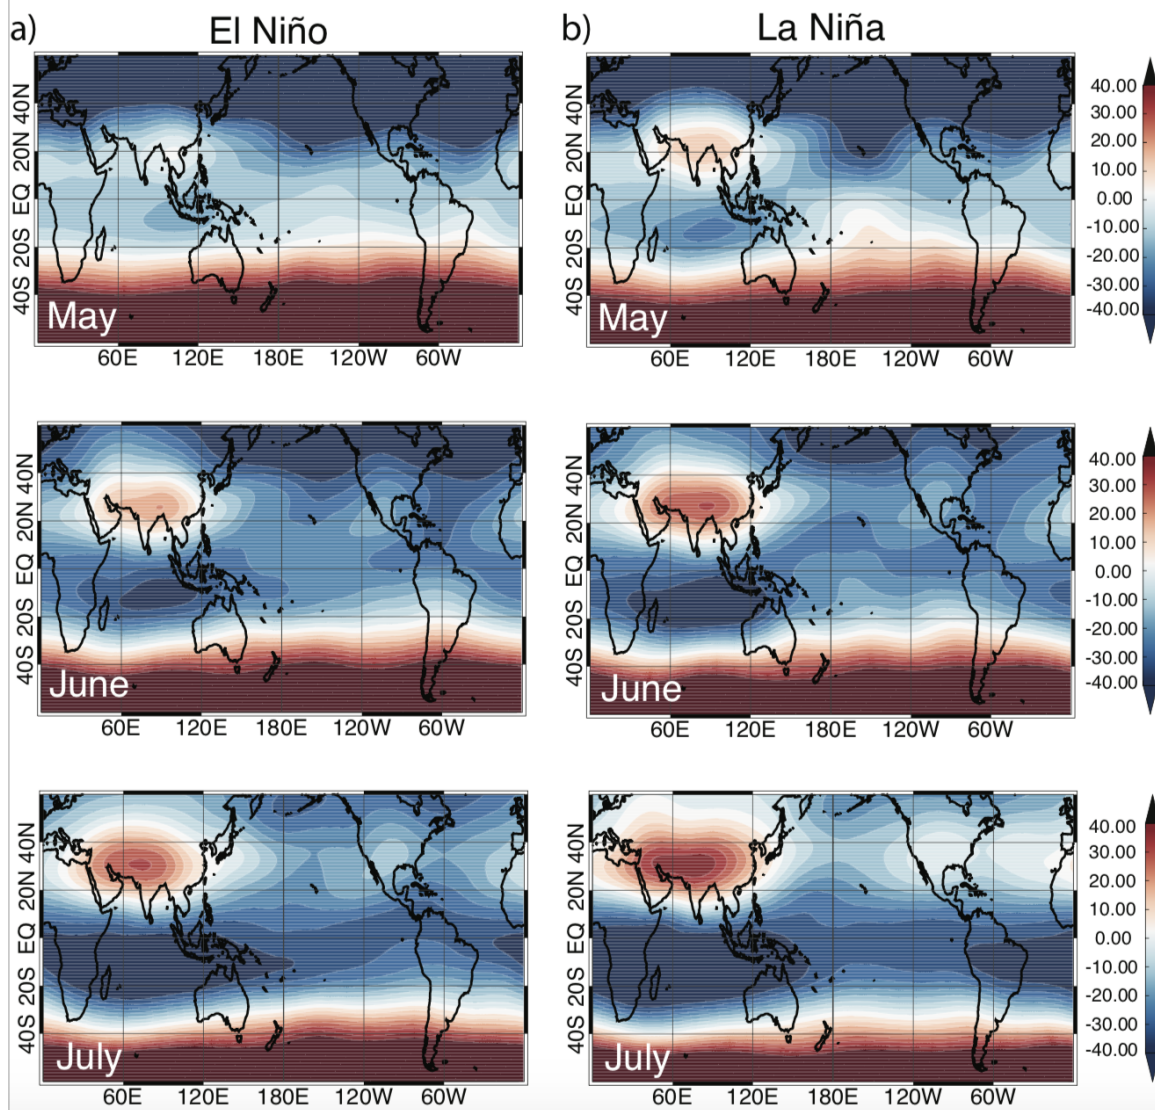 a) El Niño b) La Niña
40N 20N EQ 20S 40S
May
60E 120E 180E 120W 60W
40N 20N EQ 20S 40S
May
60E 120E 180E 120W 60W
40.00
30.00
20.00
10.00
0.00
-10.00
-20.00
-30.00
-40.00
40N 20N EQ 20S 40S
June
60E 120E 180E 120W 60W
40N 20N EQ 20S 40S
June
60E 120E 180E 120W 60W
40.00
30.00
20.00
10.00
0.00
-10.00
-20.00
-30.00
-40.00
40N 20N EQ 20S 40S
July
60E 120E 180E 120W 60W
40N 20N EQ 20S 40S
July
60E 120E 180E 120W 60W
40.00
30.00
20.00
10.00
0.00
-10.00
-20.00
-30.00
-40.00